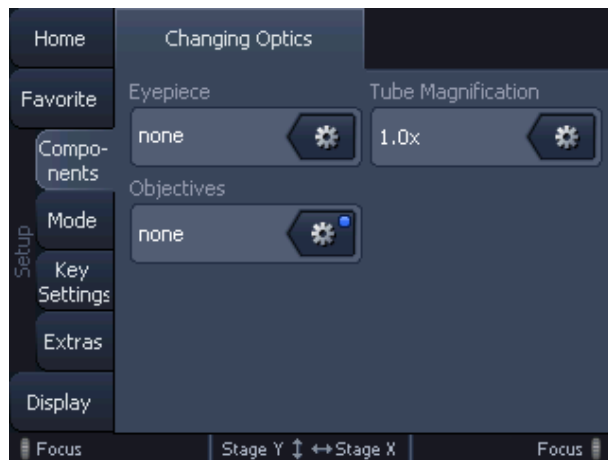 Home
Changing Optics
Favorite
Eyepiece
Tube Magnification
none
1.0x
Compo-
nents
Objectives
none
Setup
Mode
Key
Settings
Extras
Display
Focus
Stage Y ↕ ↔ Stage X
Focus